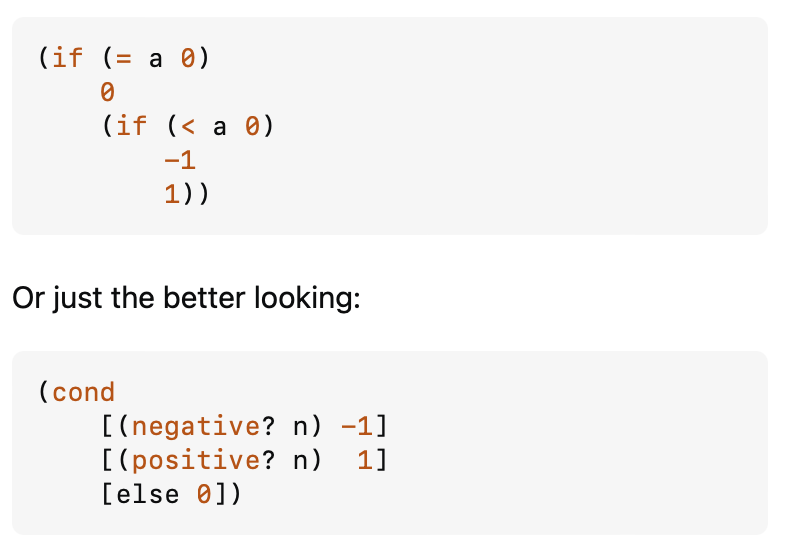 (if (= a 0)
    0
    (if (< a 0)
        -1
        1))
Or just the better looking:
(cond
    [(negative? n) -1]
    [(positive? n)  1]
    [else 0])